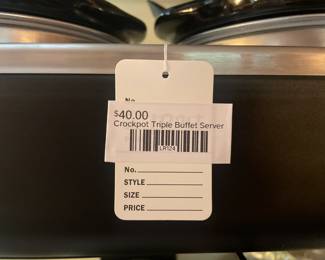 No.
$40.00
Crockpot Triple Buffet Server
LR124
No.
STYLE
SIZE
PRICE